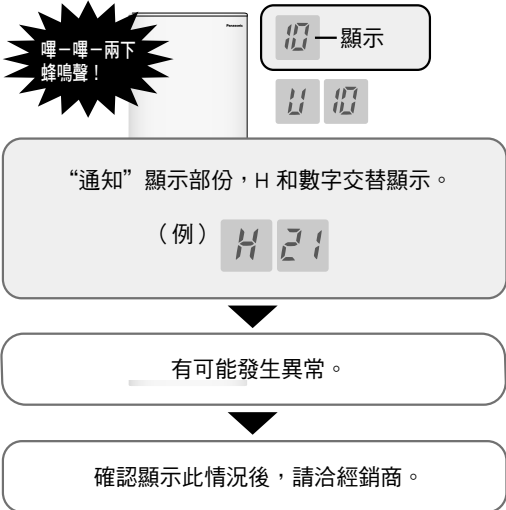 嗶－嗶－兩下
蜂鳴聲！
Panasonic
10 顯示
U 10
“通知”顯示部份，H 和數字交替顯示。
（例） H 21
有可能發生異常。
確認顯示此情況後，請洽經銷商。